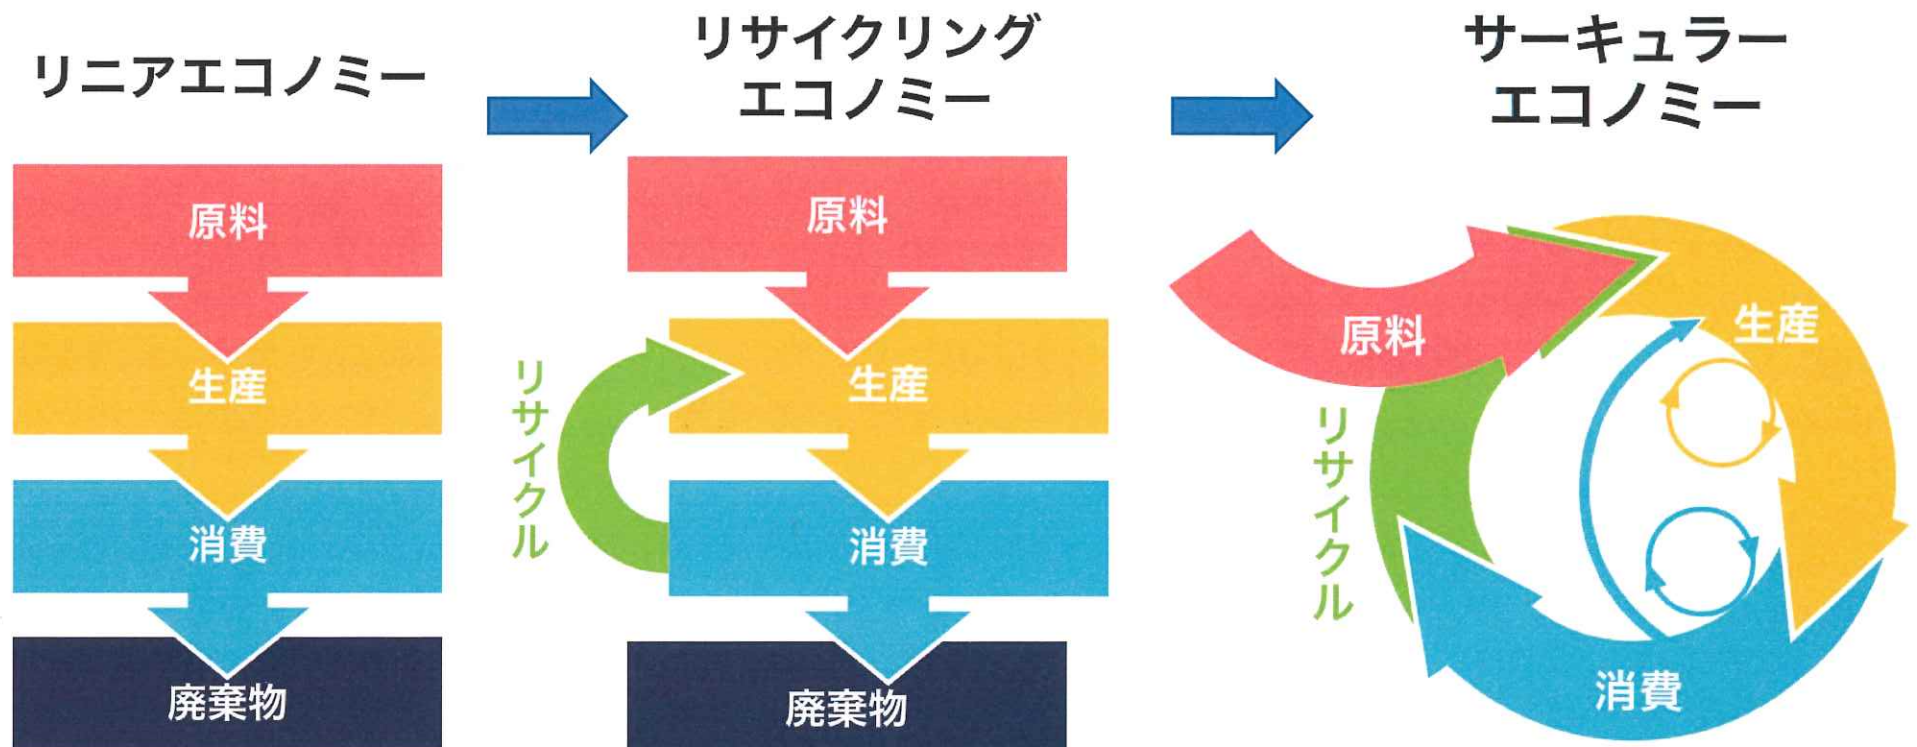 リニアエコノミー
リサイクリング
エコノミー
サーキュラー
エコノミー
原料
生産
消費
廃棄物
原料
リサイクル
生産
消費
廃棄物
原料
生産
リサイクル
消費